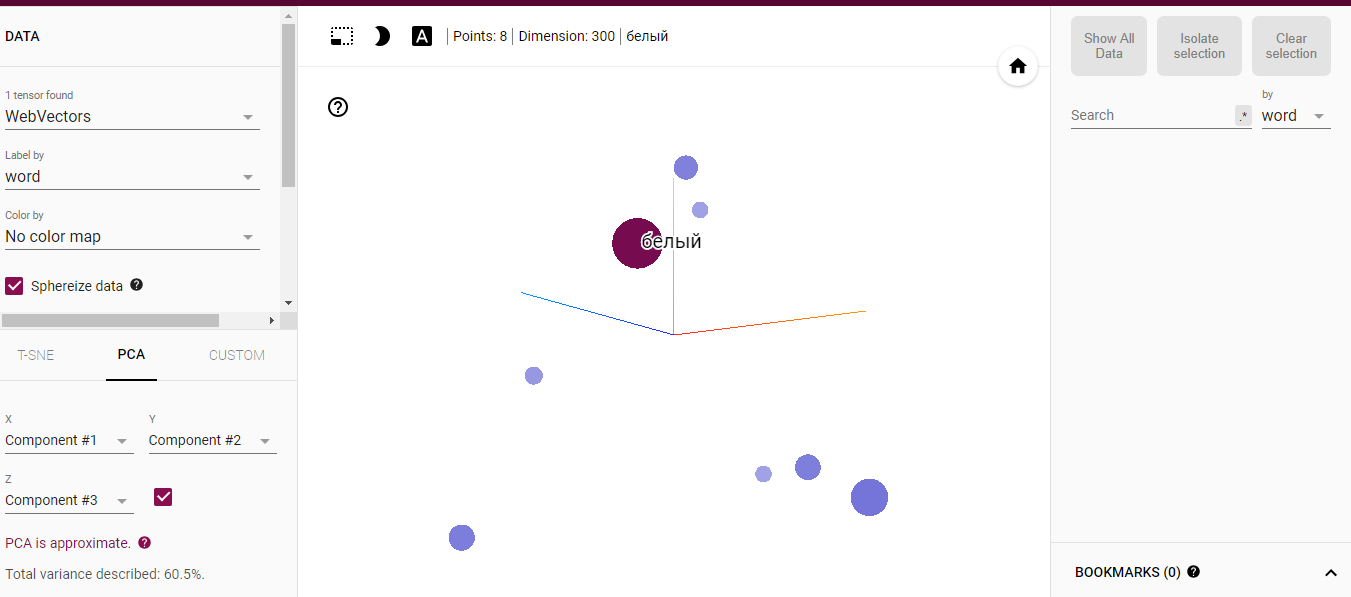 DATA
1 tensor found
WebVectors
Label by
word
Color by
No color map
Sphereize data
T-SNE PCA CUSTOM
X Y
Component #1 Component #2
Z
Component #3
PCA is approximate.
Total variance described: 60.5%.
A | Points: 8 | Dimension: 300 | белый
белый
Show All Data
Isolate selection
Clear selection
Search .*
by
word
BOOKMARKS (0)